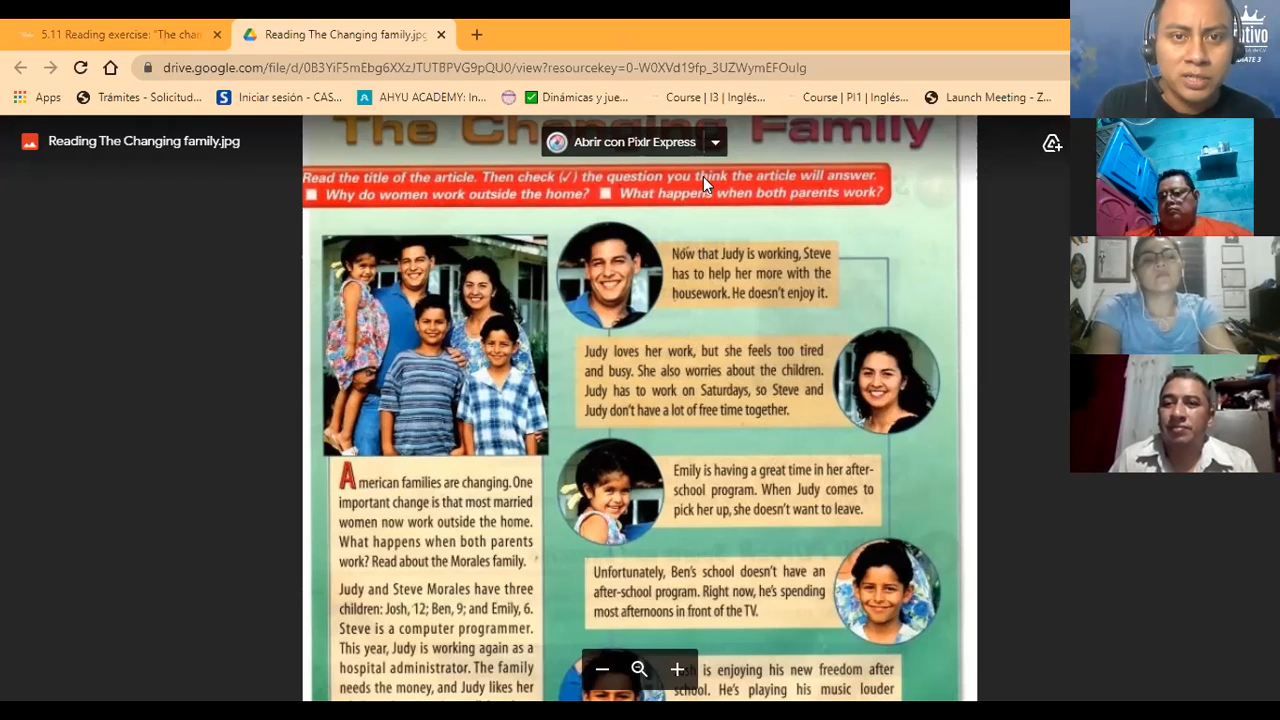 5.11 Reading exercise: "The chan
Reading The Changing family.jpg
drive.google.com/file/d/0B3YiF5mEbg6XXzJTUTBPVG9pQU0/view?resourcekey=0-W0XVd19fp_3UZWymEFOuIg
Apps
Trámites - Solicitud...
Iniciar sesión - CAS...
AHYU ACADEMY: In...
Dinámicas y jue...
Course | I3 | Inglés...
Course | PI1 | Inglés...
Launch Meeting - Z...
Reading The Changing family.jpg
Abrir con Pixlr Express
The Changing Family
Read the title of the article. Then check (✓) the question you think the article will answer.
Why do women work outside the home? What happens when both parents work?
Now that Judy is working, Steve
has to help her more with the
housework. He doesn't enjoy it.
Judy loves her work, but she feels too tired
and busy. She also worries about the children.
Judy has to work on Saturdays, so Steve and
Judy don't have a lot of free time together.
Emily is having a great time in her after-
school program. When Judy comes to
pick her up, she doesn't want to leave.
Unfortunately, Ben's school doesn't have an
after-school program. Right now, he's spending
most afternoons in front of the TV.
is enjoying his new freedom after
school. He's playing his music louder
American families are changing. One
important change is that most married
women now work outside the home.
What happens when both parents
work? Read about the Morales family.
Judy and Steve Morales have three
children: Josh, 12; Ben, 9; and Emily, 6.
Steve is a computer programmer.
This year, Judy is working again as a
hospital administrator. The family
needs the money, and Judy likes her